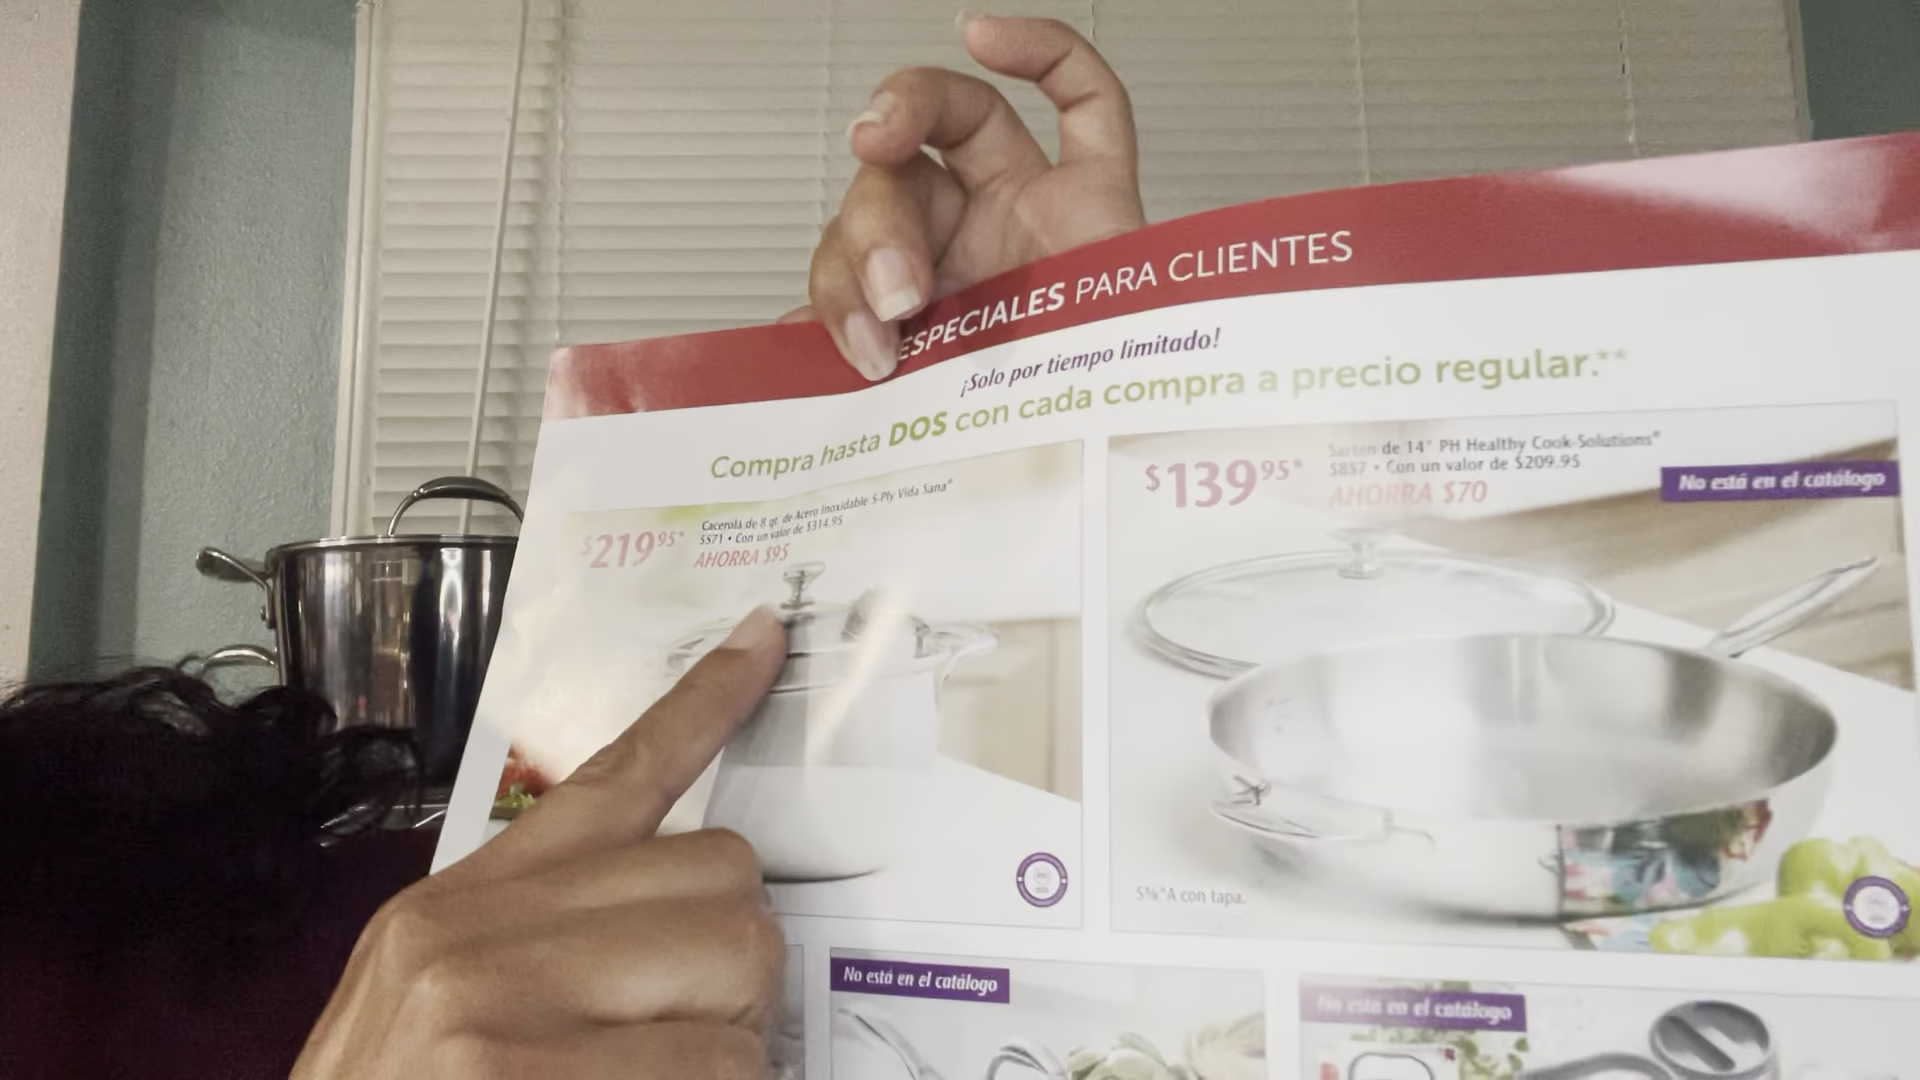 ESPECIALES PARA CLIENTES
¡Solo por tiempo limitado!
Compra hasta DOS con cada compra a precio regular.**
$219.95*
Cacerola de 8 qt. de Acero Inoxidable 5-Ply Vida Sana®
5571 • Con un valor de $314.95
AHORRA $95
$139.95*
Sartén de 14" PH Healthy Cook-Solutions®
5857 • Con un valor de $209.95
AHORRA $70
No está en el catálogo
5⅛"A con tapa.
No está en el catálogo
No está en el catálogo